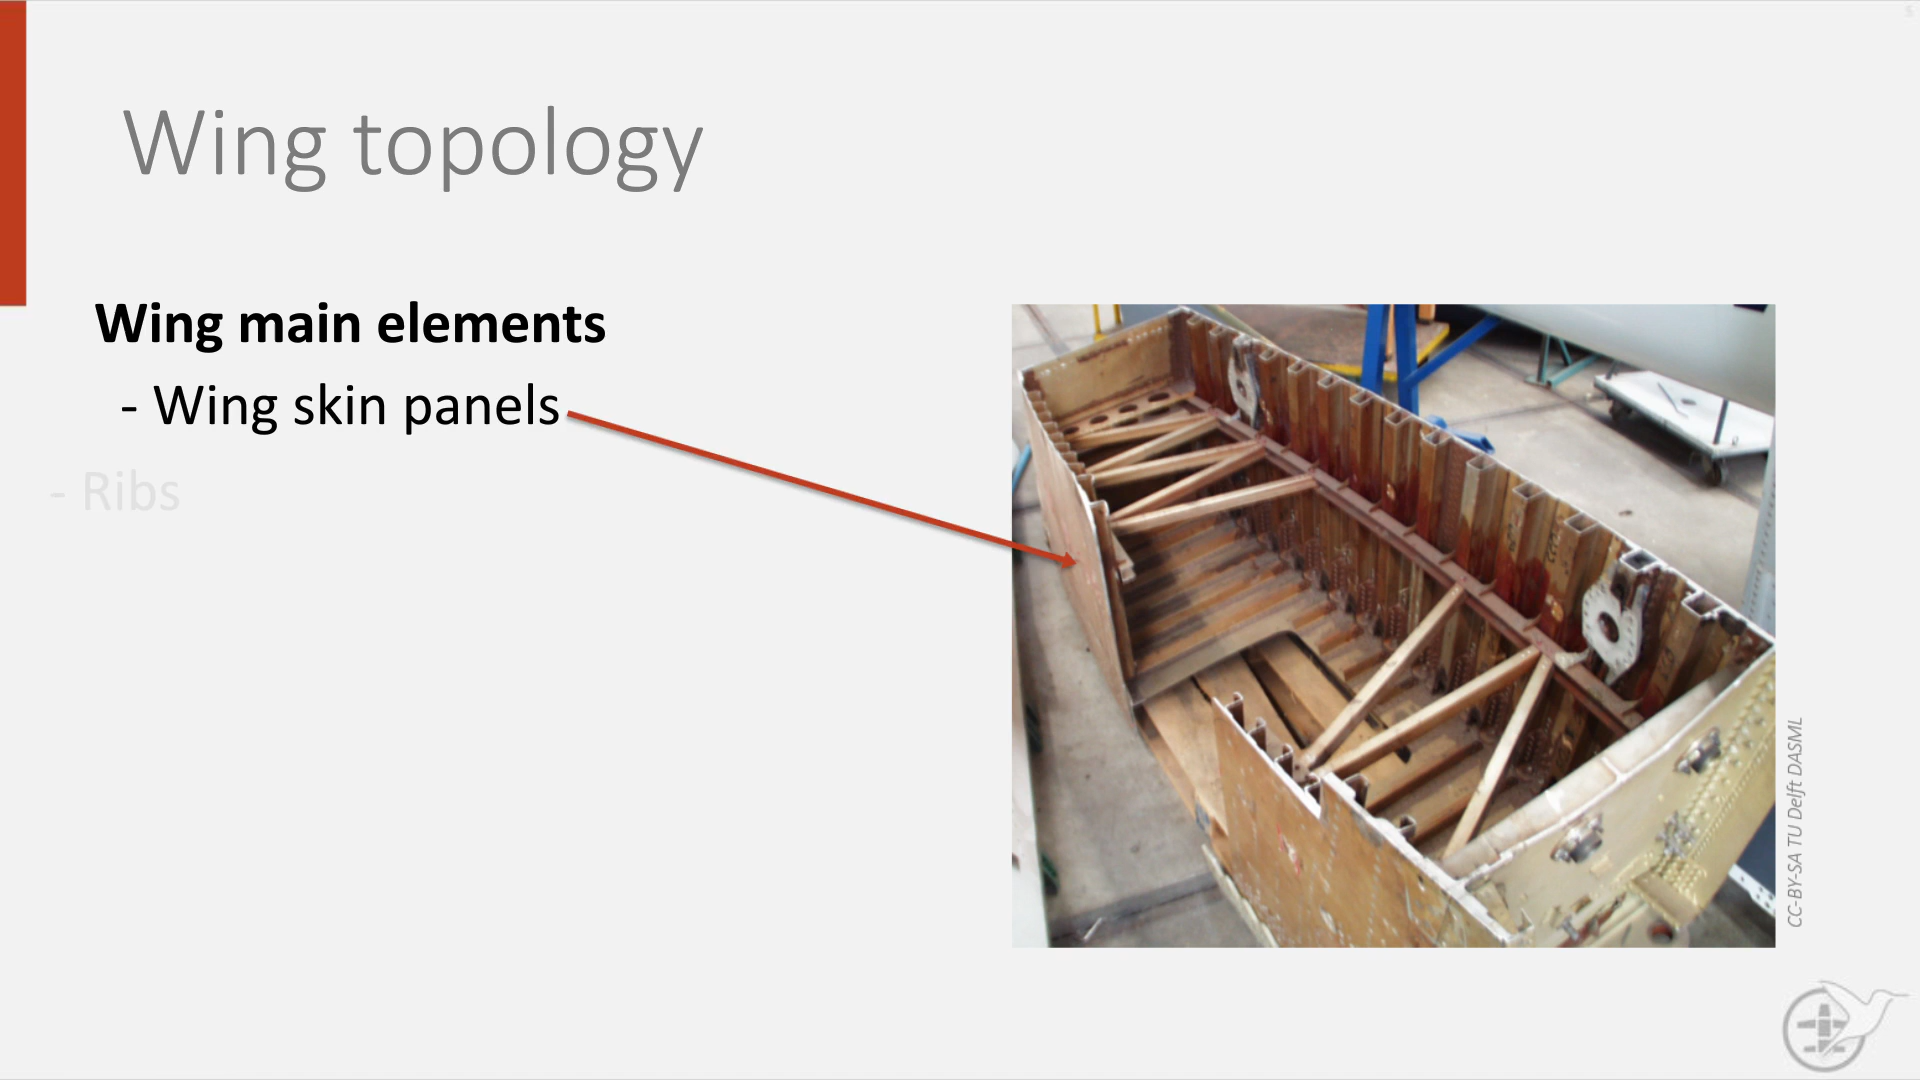 Wing topology
Wing main elements
- Wing skin panels
- Ribs
CC-BY-SA TU Delft DASML